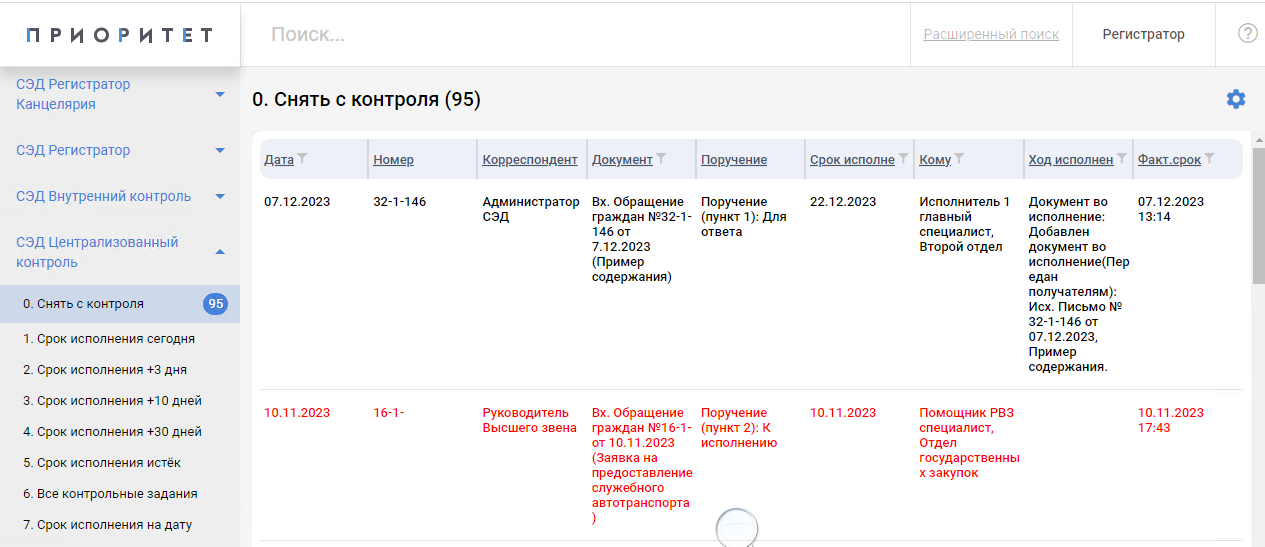 ПРИОРИТЕТ
Поиск...
Расширенный поиск
Регистратор
?
СЭД Регистратор
Канцелярия
СЭД Регистратор
СЭД Внутренний контроль
СЭД Централизованный
контроль
0. Снять с контроля 95
1. Срок исполнения сегодня
2. Срок исполнения +3 дня
3. Срок исполнения +10 дней
4. Срок исполнения +30 дней
5. Срок исполнения истёк
6. Все контрольные задания
7. Срок исполнения на дату
0. Снять с контроля (95)
Дата
Номер
Корреспондент
Документ
Поручение
Срок исполне
Кому
Ход исполнен
Факт.срок
07.12.2023
32-1-146
Администратор
СЭД
Вх. Обращение
граждан №32-1-
146 от
7.12.2023
(Пример
содержания)
Поручение
(пункт 1): Для
ответа
22.12.2023
Исполнитель 1
главный
специалист,
Второй отдел
Документ во
исполнение:
Добавлен
документ во
исполнение(Пер
едан
получателям):
Исх. Письмо №
32-1-146 от
07.12.2023,
Пример
содержания.
07.12.2023
13:14
10.11.2023
16-1-
Руководитель
Высшего звена
Вх. Обращение
граждан №16-1-
от 10.11.2023
(Заявка на
предоставление
служебного
автотранспорта
)
Поручение
(пункт 2): К
исполнению
10.11.2023
Помощник РВЗ
специалист,
Отдел
государственны
х закупок
10.11.2023
17:43